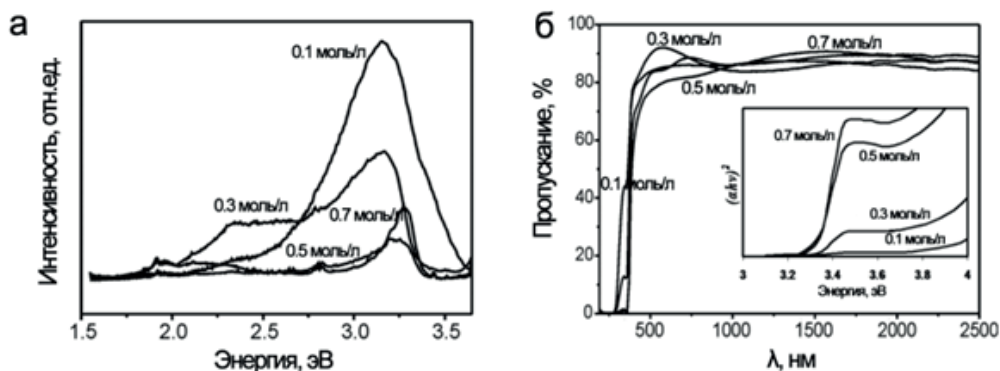 а
Интенсивность, отн.ед.
0.1 моль/л
0.3 моль/л
0.7 моль/л
0.5 моль/л
1.5 2.0 2.5 3.0 3.5
Энергия, эВ
б
Пропускание, %
100
80
60
40
20
0
0.3 моль/л
0.7 моль/л
0.5 моль/л
0.1 моль/л
500 1000 1500 2000 2500
λ, нм
(αhν)²
0.7 моль/л
0.5 моль/л
0.3 моль/л
0.1 моль/л
3 3.2 3.4 3.6 3.8 4
Энергия, эВ